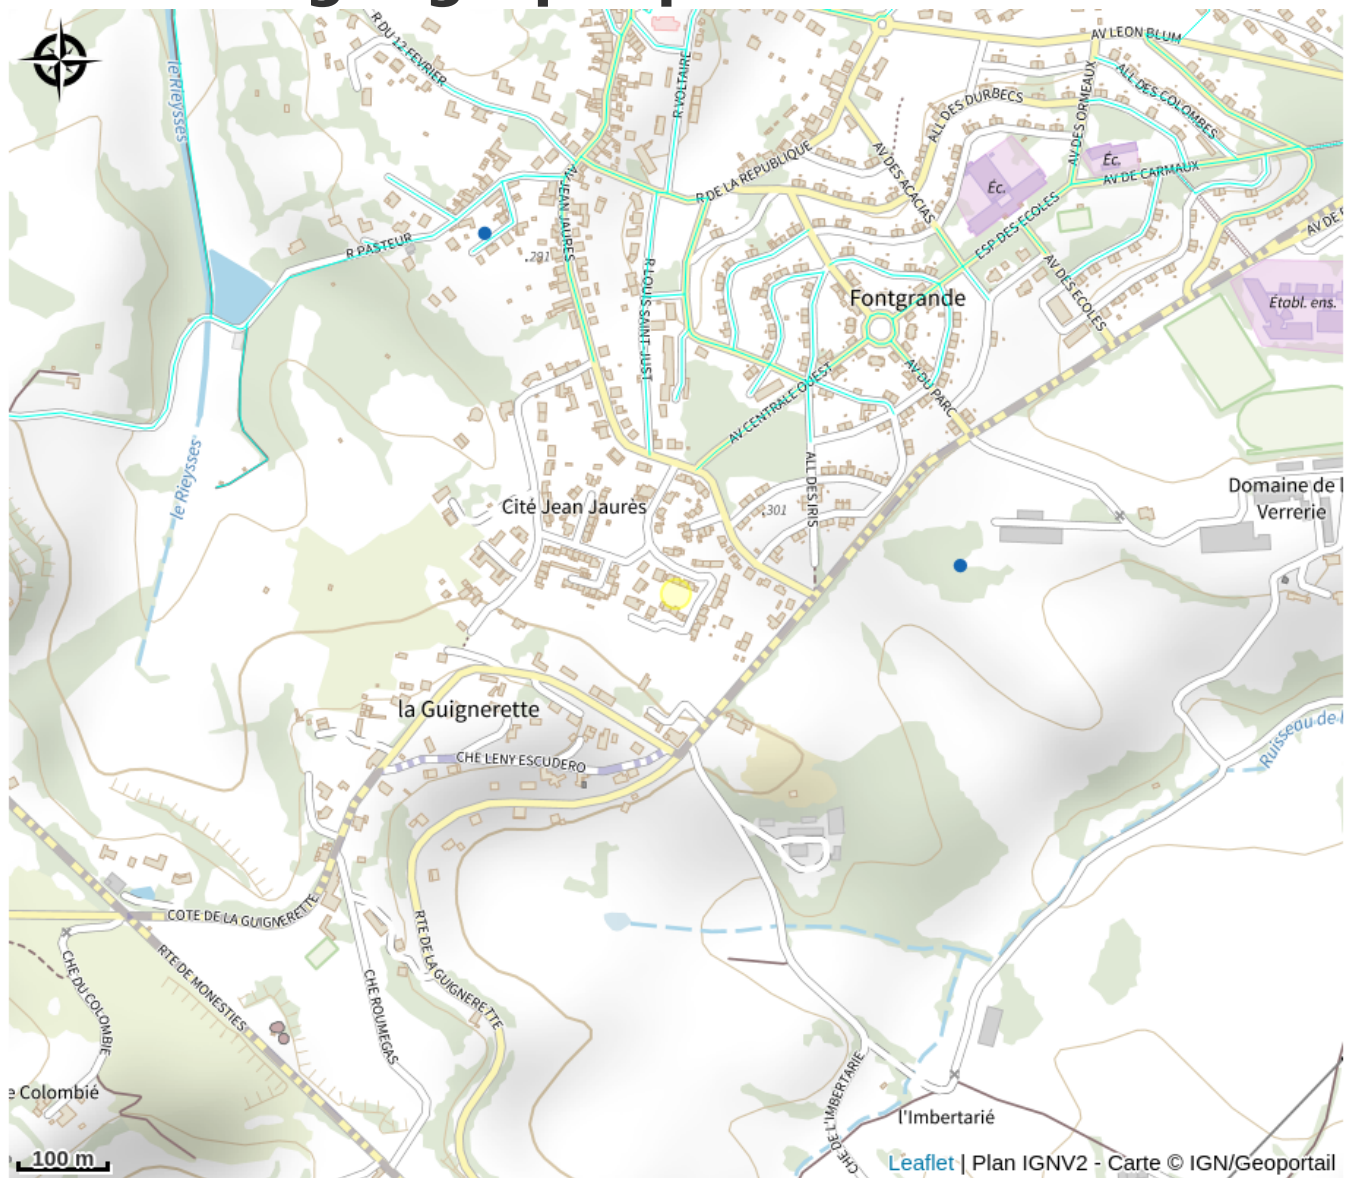 R DU 12 FEVRIER
R VOLTAIRE
AV LEON BLUM
le Rieysses
ALL DES COLOMBES
ALL DES DURBECS
AV DES ORMEAUX
AV DES ACACIAS
R DE LA REPUBLIQUE
Éc.
Éc.
AV DE CARMAUX
AV JEAN JAURES
R PASTEUR
291
ESP DES ECOLES
AV DES ECOLES
Fontgrande
R LOUIS SAINT-JUST
Établ. ens.
AV CENTRALE OUEST
AV DU PARC
le Rieysses
ALL DES IRIS
Cité Jean Jaurès
301
Domaine de l
Verrerie
la Guignerette
CHE LENY ESCUDERO
Ruisseau de
COTE DE LA GUIGNERETTE
RTE DE MONESTIES
CHE DU COLOMBIE
CHE ROUMEGAS
RTE DE LA GUIGNERETTE
e Colombié
CHE DE L'IMBERTARIE
l'Imbertarié
100 m
Leaflet | Plan IGNV2 - Carte © IGN/Geoportail